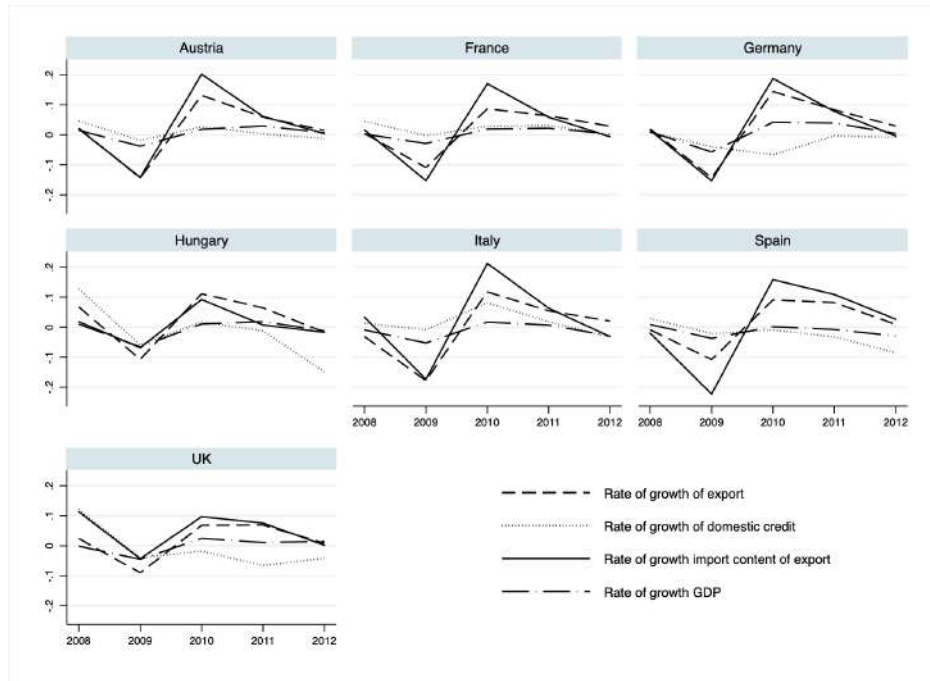 Austria
France
Germany
.2
.1
0
-.1
-.2
Hungary
Italy
Spain
.2
.1
0
-.1
-.2
2008 2009 2010 2011 2012
2008 2009 2010 2011 2012
UK
.2
.1
0
-.1
-.2
2008 2009 2010 2011 2012
Rate of growth of export
Rate of growth of domestic credit
Rate of growth import content of export
Rate of growth GDP